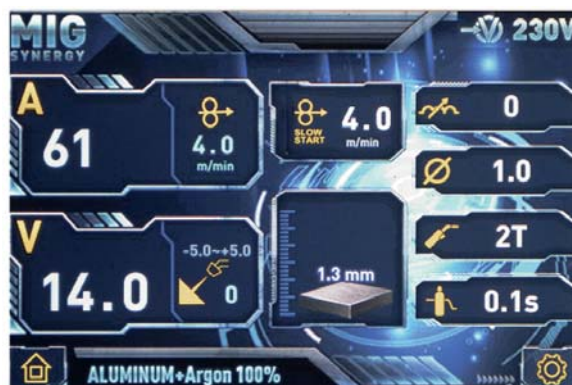 MIG
SYNERGY
230V
A
61
4.0
m/min
SLOW
START
4.0
m/min
0
1.0
V
14.0
-5.0~+5.0
0
1.3 mm
2T
0.1s
ALUMINUM+Argon 100%